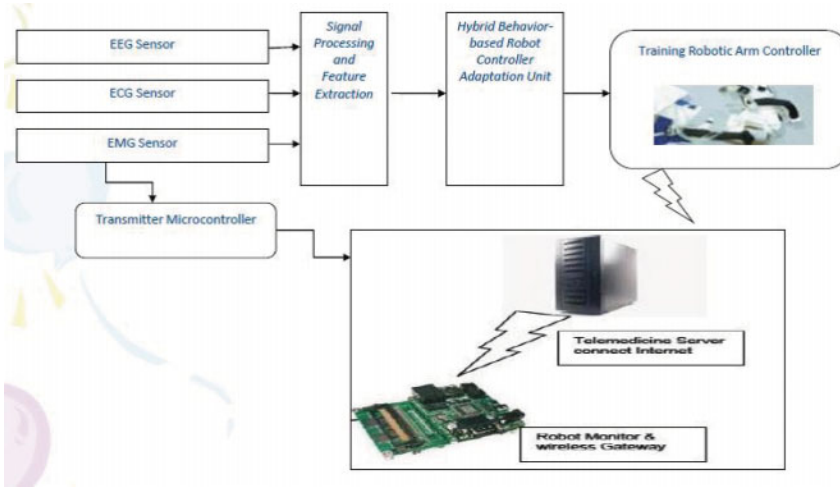 EEG Sensor
ECG Sensor
EMG Sensor
Signal
Processing
and
Feature
Extraction
Hybrid Behavior-
based Robot
Controller
Adaptation Unit
Training Robotic Arm Controller
Transmitter Microcontroller
Telemedicine Server
connect Internet
Robot Monitor &
wireless Gateway